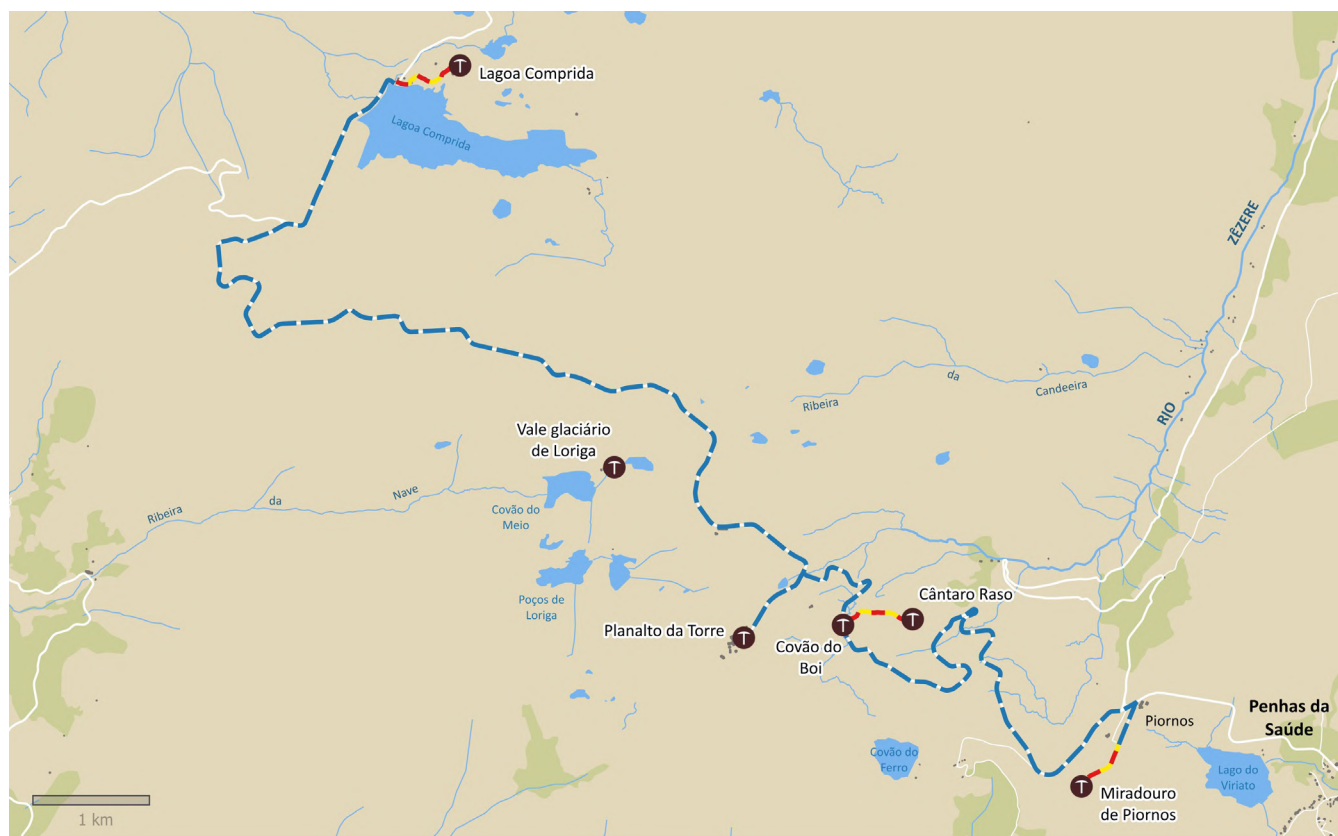 Lagoa Comprida
Lagoa Comprida
ZÊZERE
RIO
Ribeira
da
Candeeira
Vale glaciário
de Loriga
Ribeira
da
Nave
Covão do
Meio
Poços de
Loriga
Planalto da Torre
Covão do
Boi
Cântaro Raso
Piornos
Penhas da
Saúde
Covão do
Ferro
Lago do
Viriato
Miradouro
de Piornos
1 km